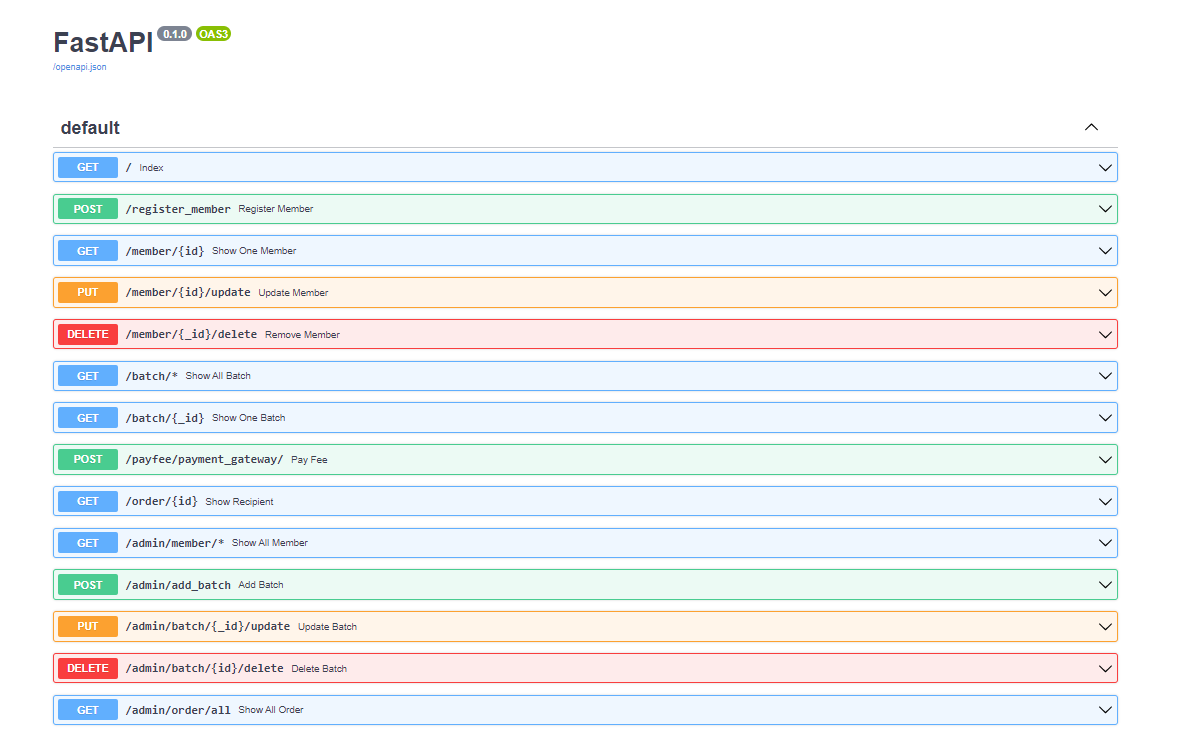 FastAPI 0.1.0 OAS3
/openapi.json
default
GET / Index
POST /register_member Register Member
GET /member/{id} Show One Member
PUT /member/{id}/update Update Member
DELETE /member/{_id}/delete Remove Member
GET /batch/* Show All Batch
GET /batch/{_id} Show One Batch
POST /payfee/payment_gateway/ Pay Fee
GET /order/{id} Show Recipient
GET /admin/member/* Show All Member
POST /admin/add_batch Add Batch
PUT /admin/batch/{_id}/update Update Batch
DELETE /admin/batch/{id}/delete Delete Batch
GET /admin/order/all Show All Order